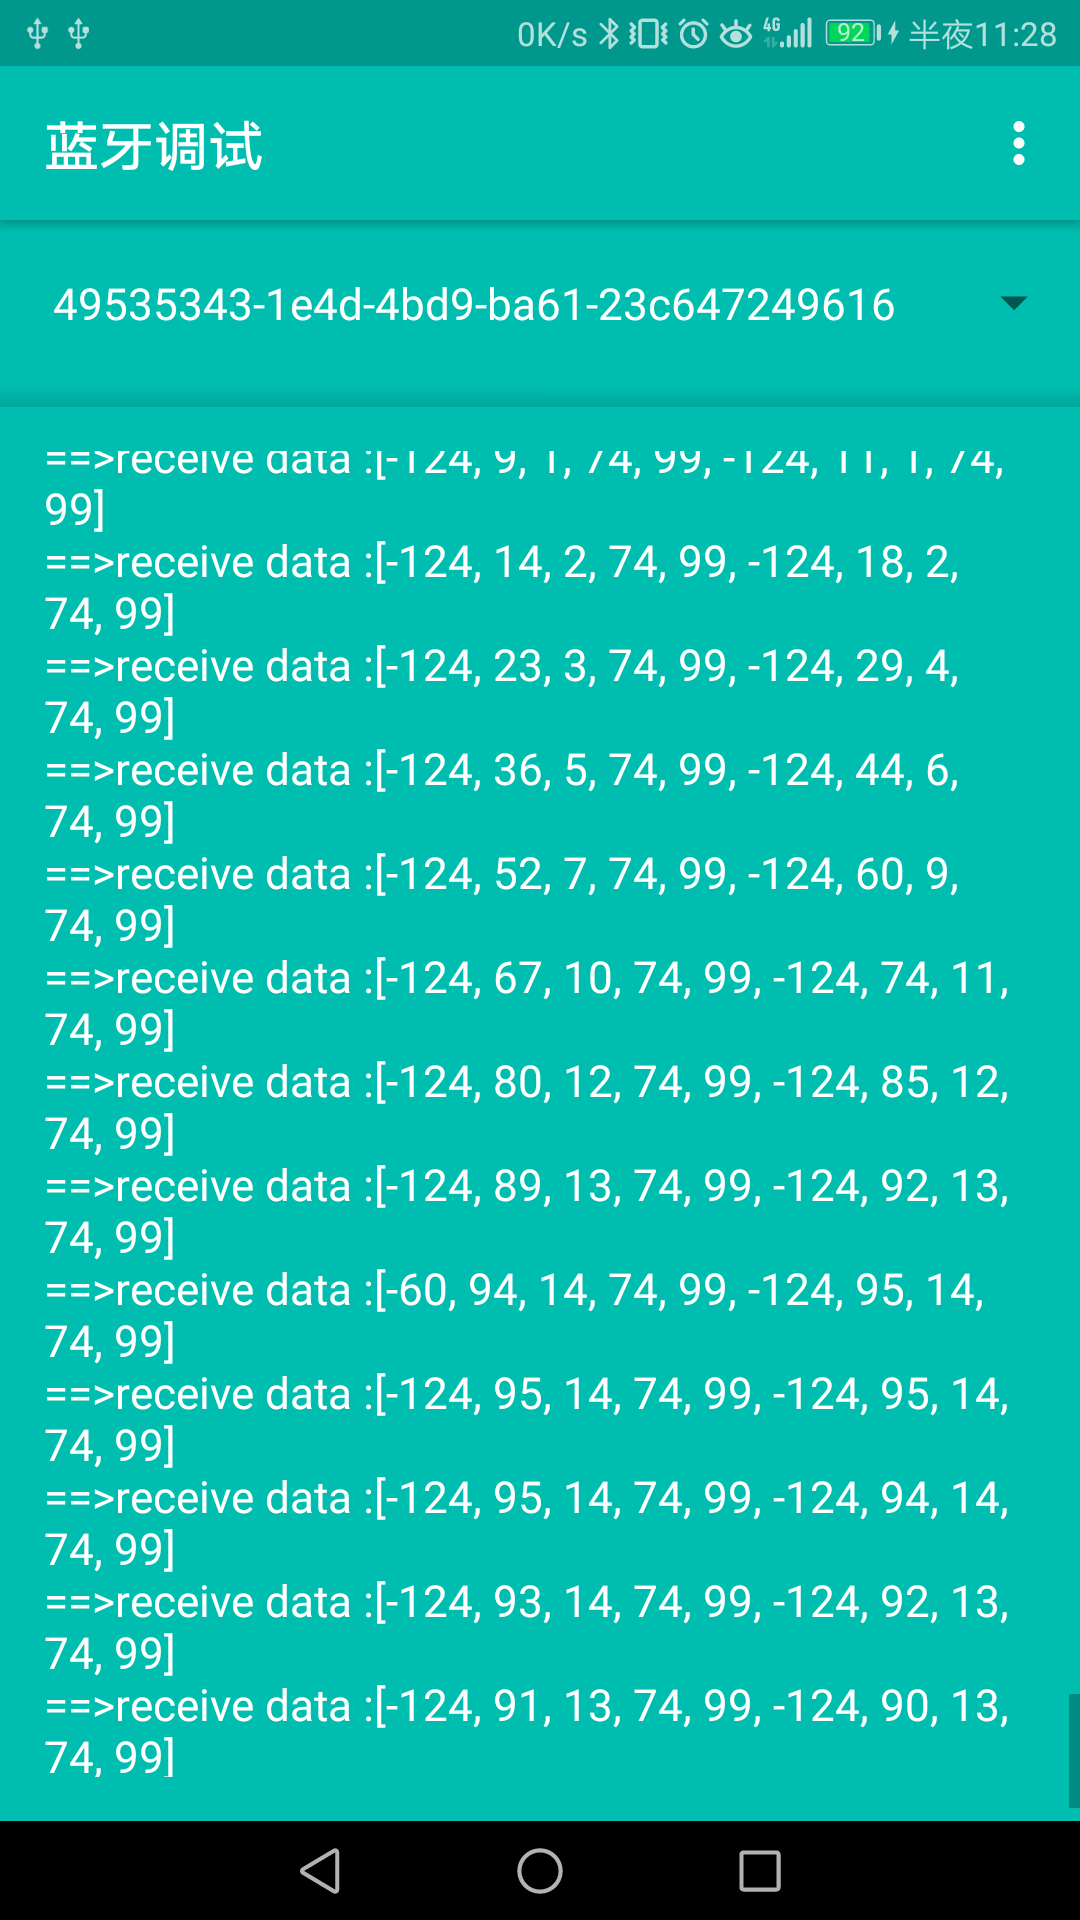 0K/s 4G 92 半夜11:28
蓝牙调试
49535343-1e4d-4bd9-ba61-23c647249616
==>receive data :[-124, 9, 1, 74, 99, -124, 11, 1, 74,
99]
==>receive data :[-124, 14, 2, 74, 99, -124, 18, 2,
74, 99]
==>receive data :[-124, 23, 3, 74, 99, -124, 29, 4,
74, 99]
==>receive data :[-124, 36, 5, 74, 99, -124, 44, 6,
74, 99]
==>receive data :[-124, 52, 7, 74, 99, -124, 60, 9,
74, 99]
==>receive data :[-124, 67, 10, 74, 99, -124, 74, 11,
74, 99]
==>receive data :[-124, 80, 12, 74, 99, -124, 85, 12,
74, 99]
==>receive data :[-124, 89, 13, 74, 99, -124, 92, 13,
74, 99]
==>receive data :[-60, 94, 14, 74, 99, -124, 95, 14,
74, 99]
==>receive data :[-124, 95, 14, 74, 99, -124, 95, 14,
74, 99]
==>receive data :[-124, 95, 14, 74, 99, -124, 94, 14,
74, 99]
==>receive data :[-124, 93, 14, 74, 99, -124, 92, 13,
74, 99]
==>receive data :[-124, 91, 13, 74, 99, -124, 90, 13,
74, 99]